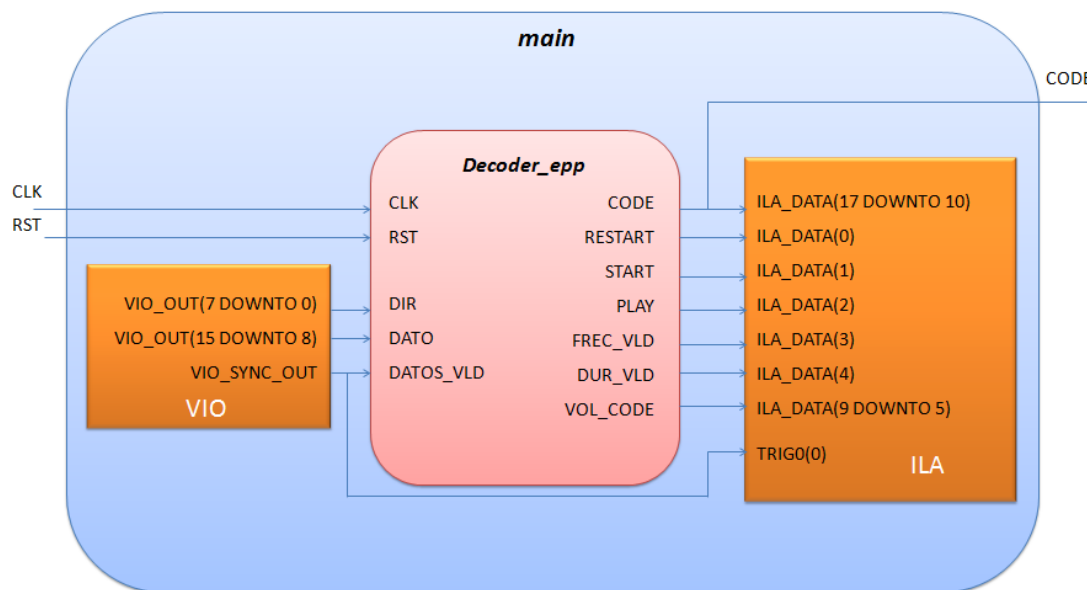 main
CODE
CLK
RST
Decoder_epp
CLK
RST
DIR
DATO
DATOS_VLD
CODE
RESTART
START
PLAY
FREC_VLD
DUR_VLD
VOL_CODE
VIO_OUT(7 DOWNTO 0)
VIO_OUT(15 DOWNTO 8)
VIO_SYNC_OUT
VIO
ILA_DATA(17 DOWNTO 10)
ILA_DATA(0)
ILA_DATA(1)
ILA_DATA(2)
ILA_DATA(3)
ILA_DATA(4)
ILA_DATA(9 DOWNTO 5)
TRIG0(0)
ILA